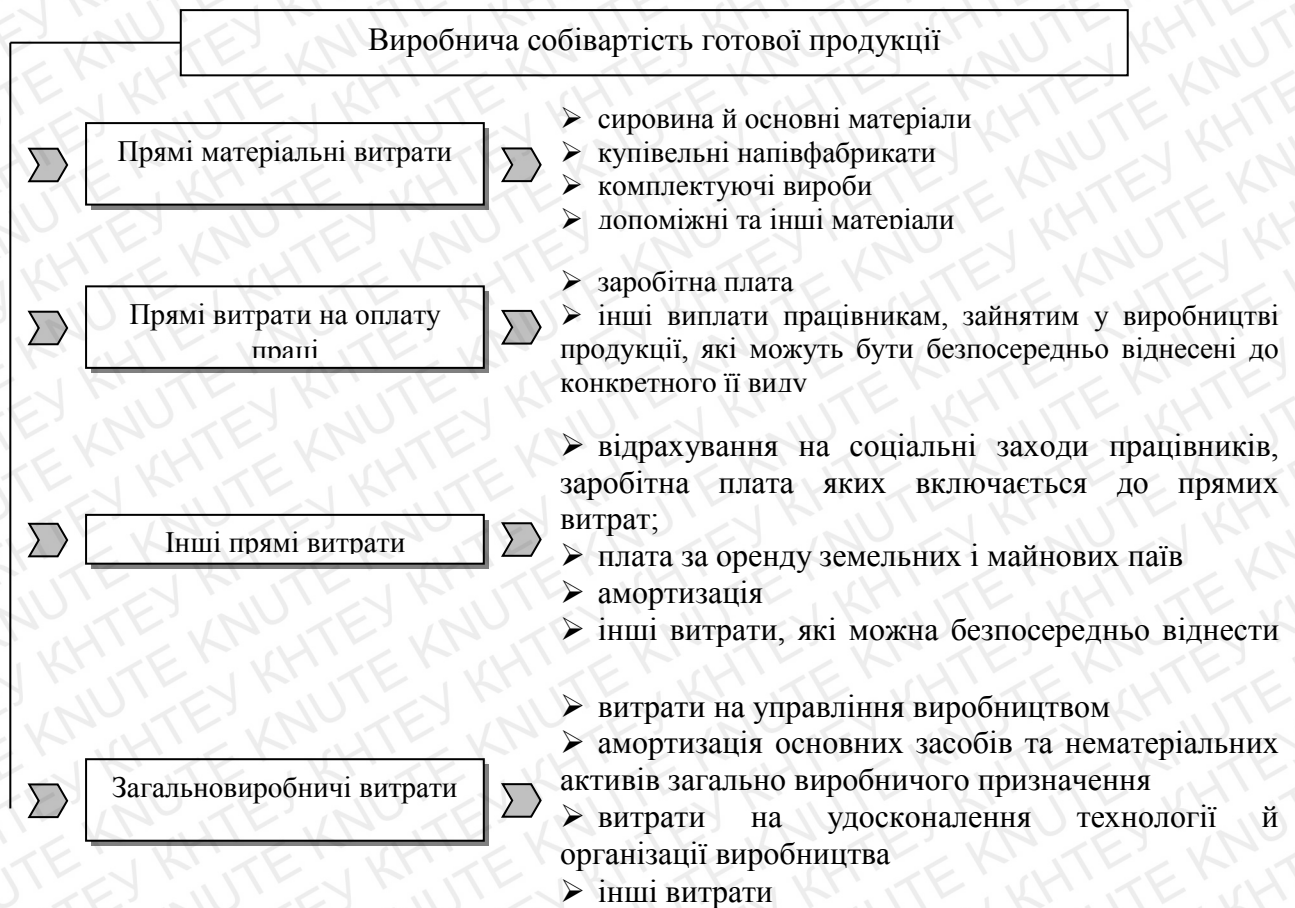 Виробнича собівартість готової продукції
Прямі матеріальні витрати
➢ сировина й основні матеріали
➢ купівельні напівфабрикати
➢ комплектуючі вироби
➢ допоміжні та інші матеріали
Прямі витрати на оплату
праці
➢ заробітна плата
➢ інші виплати працівникам, зайнятим у виробництві
продукції, які можуть бути безпосередньо віднесені до
конкретного її виду
Інші прямі витрати
➢ відрахування на соціальні заходи працівників,
заробітна плата яких включається до прямих
витрат;
➢ плата за оренду земельних і майнових паїв
➢ амортизація
➢ інші витрати, які можна безпосередньо віднести
Загальновиробничі витрати
➢ витрати на управління виробництвом
➢ амортизація основних засобів та нематеріальних
активів загально виробничого призначення
➢ витрати на удосконалення технології й
організації виробництва
➢ інші витрати